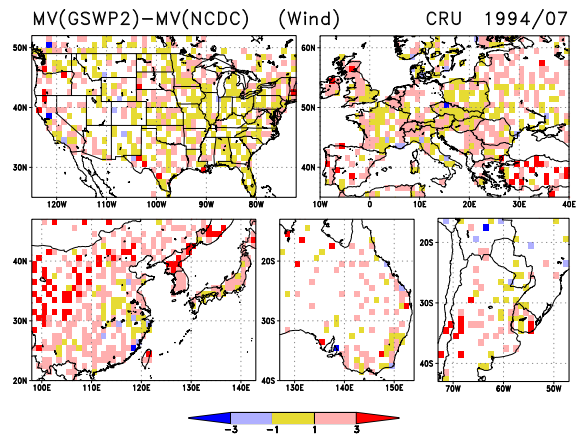 MV(GSWP2)-MV(NCDC) (Wind) CRU 1994/07
50N
40N
30N
120W 110W 100W 90W 80W
60N
50N
40N
10W 0 10E 20E 30E 40E
40N
30N
20N
100E 110E 120E 130E 140E
20S
30S
40S
130E 140E 150E
20S
30S
40S
70W 60W 50W
-3 -1 1 3